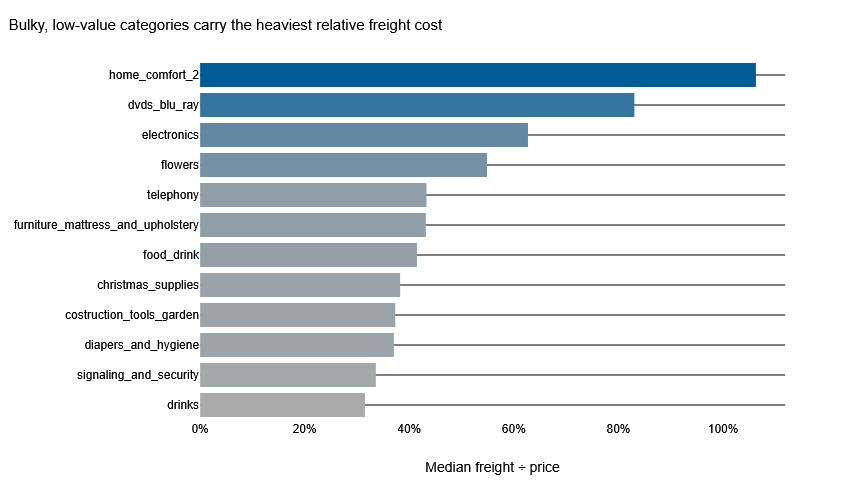 Bulky, low-value categories carry the heaviest relative freight cost
home_comfort_2
dvds_blu_ray
electronics
flowers
telephony
furniture_mattress_and_upholstery
food_drink
christmas_supplies
costruction_tools_garden
diapers_and_hygiene
signaling_and_security
drinks
0% 20% 40% 60% 80% 100%
Median freight ÷ price